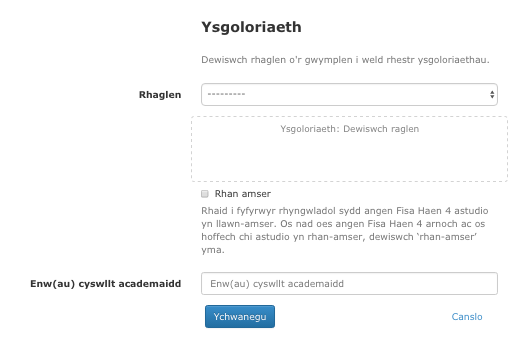 Ysgoloriaeth
Dewiswch rhaglen o'r gwymplen i weld rhestr ysgoloriaethau.
Rhaglen
---------
Ysgoloriaeth: Dewiswch raglen
Rhan amser
Rhaid i fyfyrwyr rhyngwladol sydd angen Fisa Haen 4 astudio
yn llawn-amser. Os nad oes angen Fisa Haen 4 arnoch ac os
hoffech chi astudio yn rhan-amser, dewiswch 'rhan-amser'
yma.
Enw(au) cyswllt academaidd
Enw(au) cyswllt academaidd
Ychwanegu
Canslo